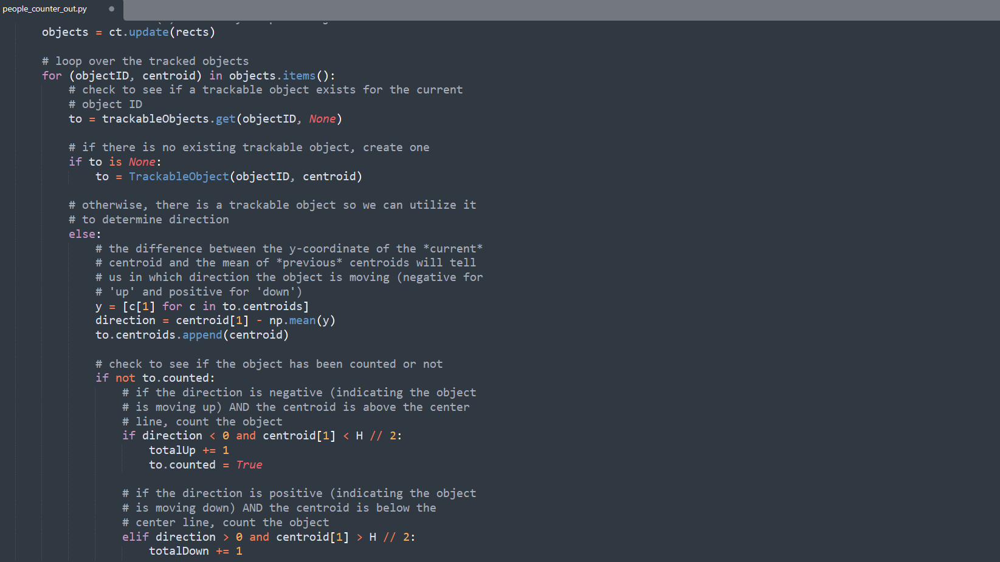 people_counter_out.py
objects = ct.update(rects)
# loop over the tracked objects
for (objectID, centroid) in objects.items():
# check to see if a trackable object exists for the current
# object ID
to = trackableObjects.get(objectID, None)
# if there is no existing trackable object, create one
if to is None:
to = TrackableObject(objectID, centroid)
# otherwise, there is a trackable object so we can utilize it
# to determine direction
else:
# the difference between the y-coordinate of the *current*
# centroid and the mean of *previous* centroids will tell
# us in which direction the object is moving (negative for
# 'up' and positive for 'down')
y = [c[1] for c in to.centroids]
direction = centroid[1] - np.mean(y)
to.centroids.append(centroid)
# check to see if the object has been counted or not
if not to.counted:
# if the direction is negative (indicating the object
# is moving up) AND the centroid is above the center
# line, count the object
if direction < 0 and centroid[1] < H // 2:
totalUp += 1
to.counted = True
# if the direction is positive (indicating the object
# is moving down) AND the centroid is below the
# center line, count the object
elif direction > 0 and centroid[1] > H // 2:
totalDown += 1